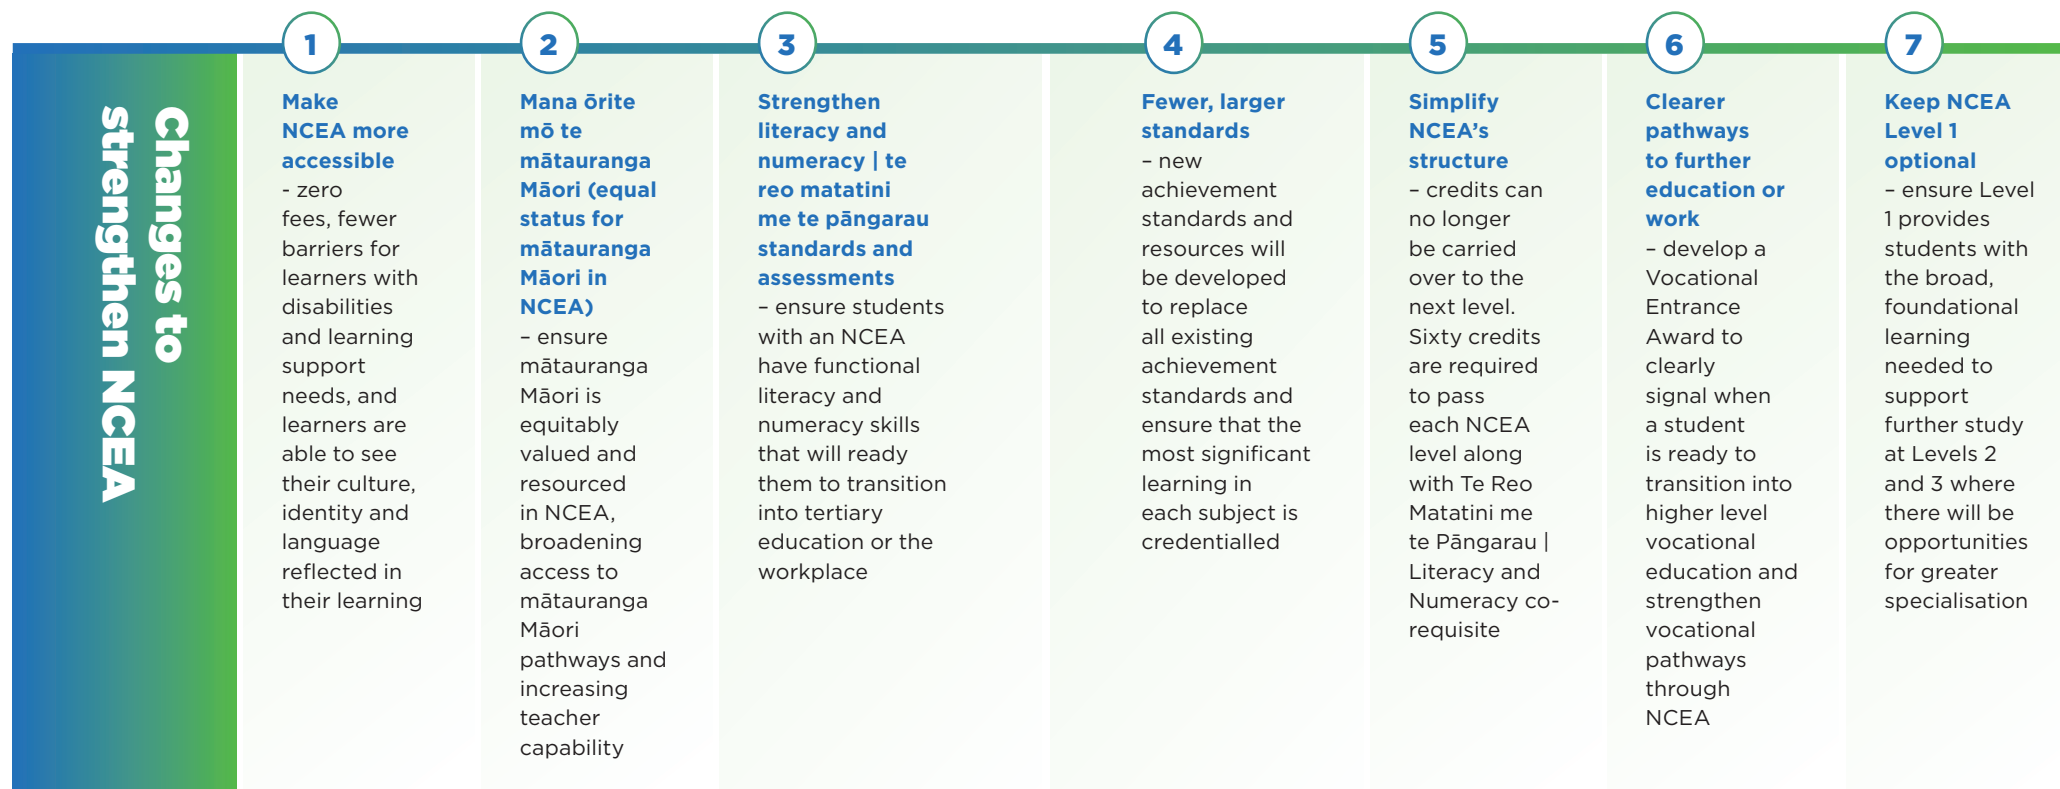 Changes to
strengthen NCEA
1
Make
NCEA more
accessible
- zero
fees, fewer
barriers for
learners with
disabilities
and learning
support
needs, and
learners are
able to see
their culture,
identity and
language
reflected in
their learning
2
Mana ōrite
mō te
mātauranga
Māori (equal
status for
mātauranga
Māori in
NCEA)
– ensure
mātauranga
Māori is
equitably
valued and
resourced
in NCEA,
broadening
access to
mātauranga
Māori
pathways and
increasing
teacher
capability
3
Strengthen
literacy and
numeracy | te
reo matatini
me te pāngarau
standards and
assessments
– ensure students
with an NCEA
have functional
literacy and
numeracy skills
that will ready
them to transition
into tertiary
education or the
workplace
4
Fewer, larger
standards
– new
achievement
standards and
resources will
be developed
to replace
all existing
achievement
standards and
ensure that the
most significant
learning in
each subject is
credentialled
5
Simplify
NCEA’s
structure
– credits can
no longer
be carried
over to the
next level.
Sixty credits
are required
to pass
each NCEA
level along
with Te Reo
Matatini me
te Pāngarau |
Literacy and
Numeracy co-
requisite
6
Clearer
pathways
to further
education or
work
– develop a
Vocational
Entrance
Award to
clearly
signal when
a student
is ready to
transition into
higher level
vocational
education and
strengthen
vocational
pathways
through
NCEA
7
Keep NCEA
Level 1
optional
– ensure Level
1 provides
students with
the broad,
foundational
learning
needed to
support
further study
at Levels 2
and 3 where
there will be
opportunities
for greater
specialisation